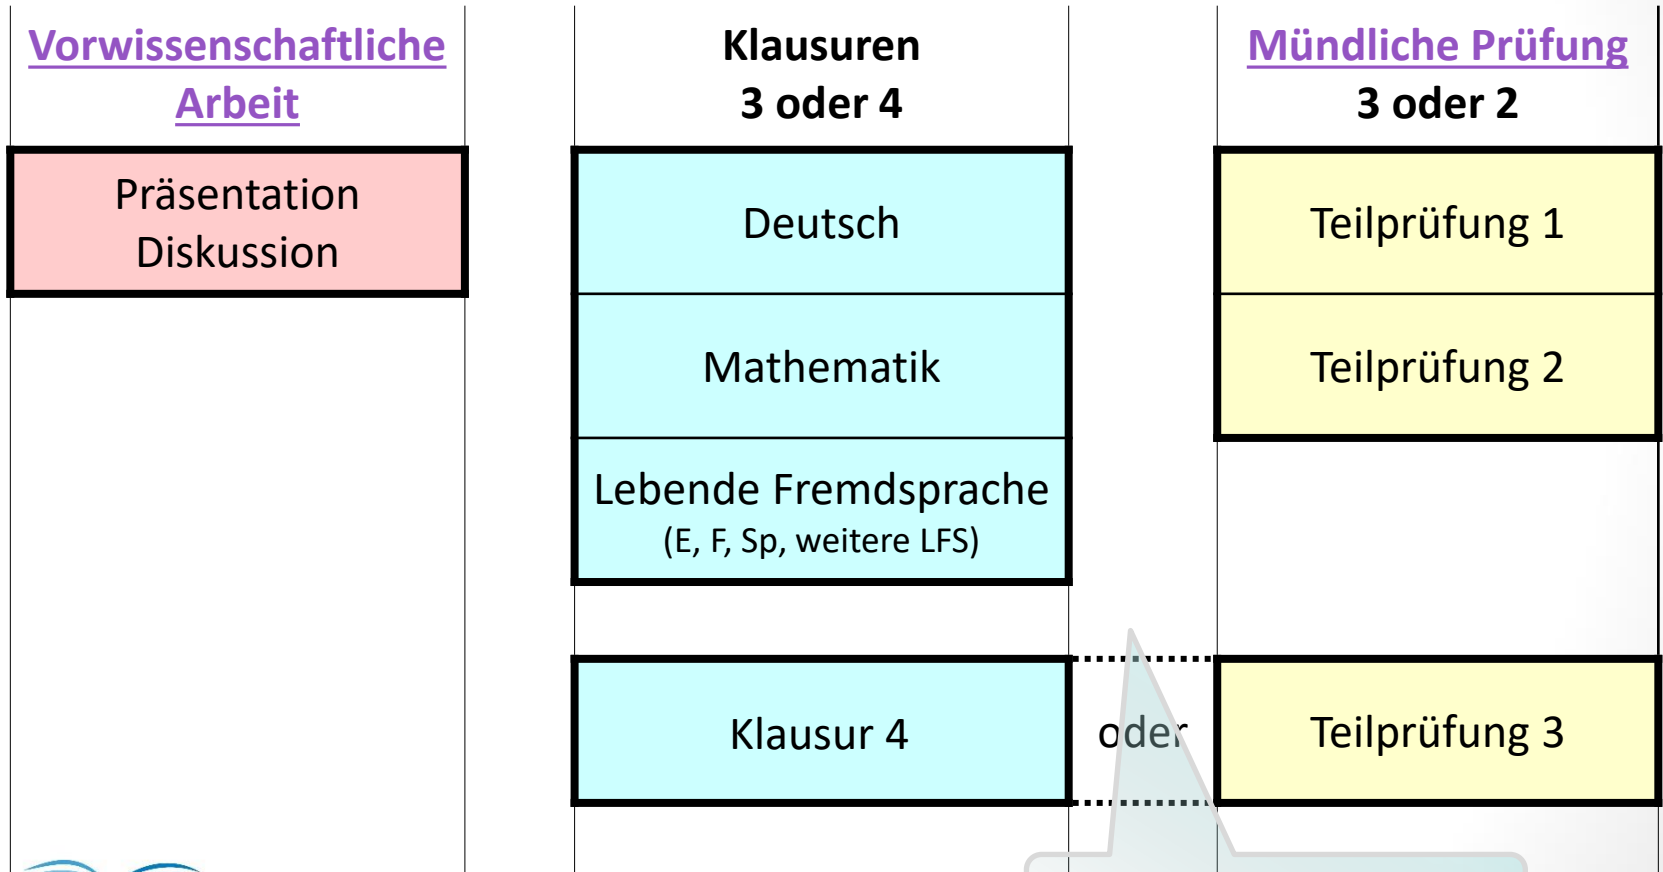 Vorwissenschaftliche
Arbeit
Präsentation
Diskussion
Klausuren
3 oder 4
Deutsch
Mathematik
Lebende Fremdsprache
(E, F, Sp, weitere LFS)
Klausur 4
oder
Mündliche Prüfung
3 oder 2
Teilprüfung 1
Teilprüfung 2
Teilprüfung 3